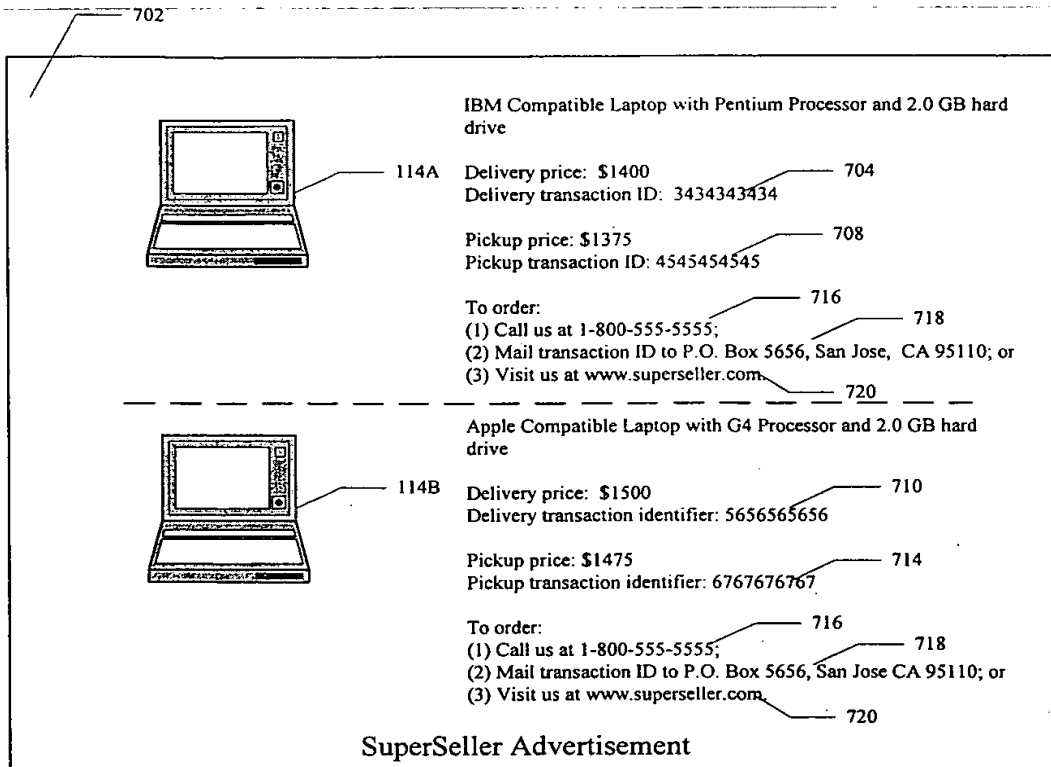 702
IBM Compatible Laptop with Pentium Processor and 2.0 GB hard
drive
114A
Delivery price: $1400
704
Delivery transaction ID: 3434343434
Pickup price: $1375
708
Pickup transaction ID: 4545454545
716
To order:
(1) Call us at 1-800-555-5555;
718
(2) Mail transaction ID to P.O. Box 5656, San Jose, CA 95110; or
(3) Visit us at www.superseller.com.
720
Apple Compatible Laptop with G4 Processor and 2.0 GB hard
drive
114B
Delivery price: $1500
710
Delivery transaction identifier: 5656565656
Pickup price: $1475
714
Pickup transaction identifier: 6767676767
716
To order:
(1) Call us at 1-800-555-5555;
718
(2) Mail transaction ID to P.O. Box 5656, San Jose CA 95110; or
(3) Visit us at www.superseller.com.
720
SuperSeller Advertisement